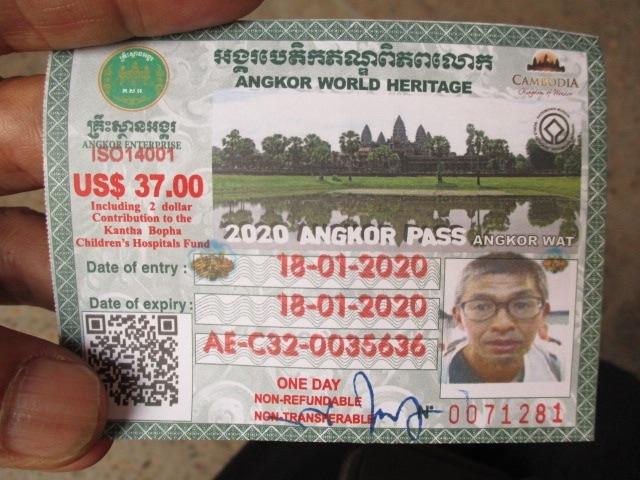 អង្គរបេតិកភណ្ឌពិភពលោក
ANGKOR WORLD HERITAGE
CAMBODIA
Kingdom of Wonder
គ្រឹះស្ថានអង្គរ
ANGKOR ENTERPRISE
ISO14001
US$ 37.00
Including 2 dollar
Contribution to the
Kantha Bopha
Children's Hospitals Fund
2020 ANGKOR PASS ANGKOR WAT
Date of entry : 18-01-2020
Date of expiry : 18-01-2020
AE-C32-0035636
ONE DAY
NON-REFUNDABLE
NON-TRANSFERABLE
Nº 0071281